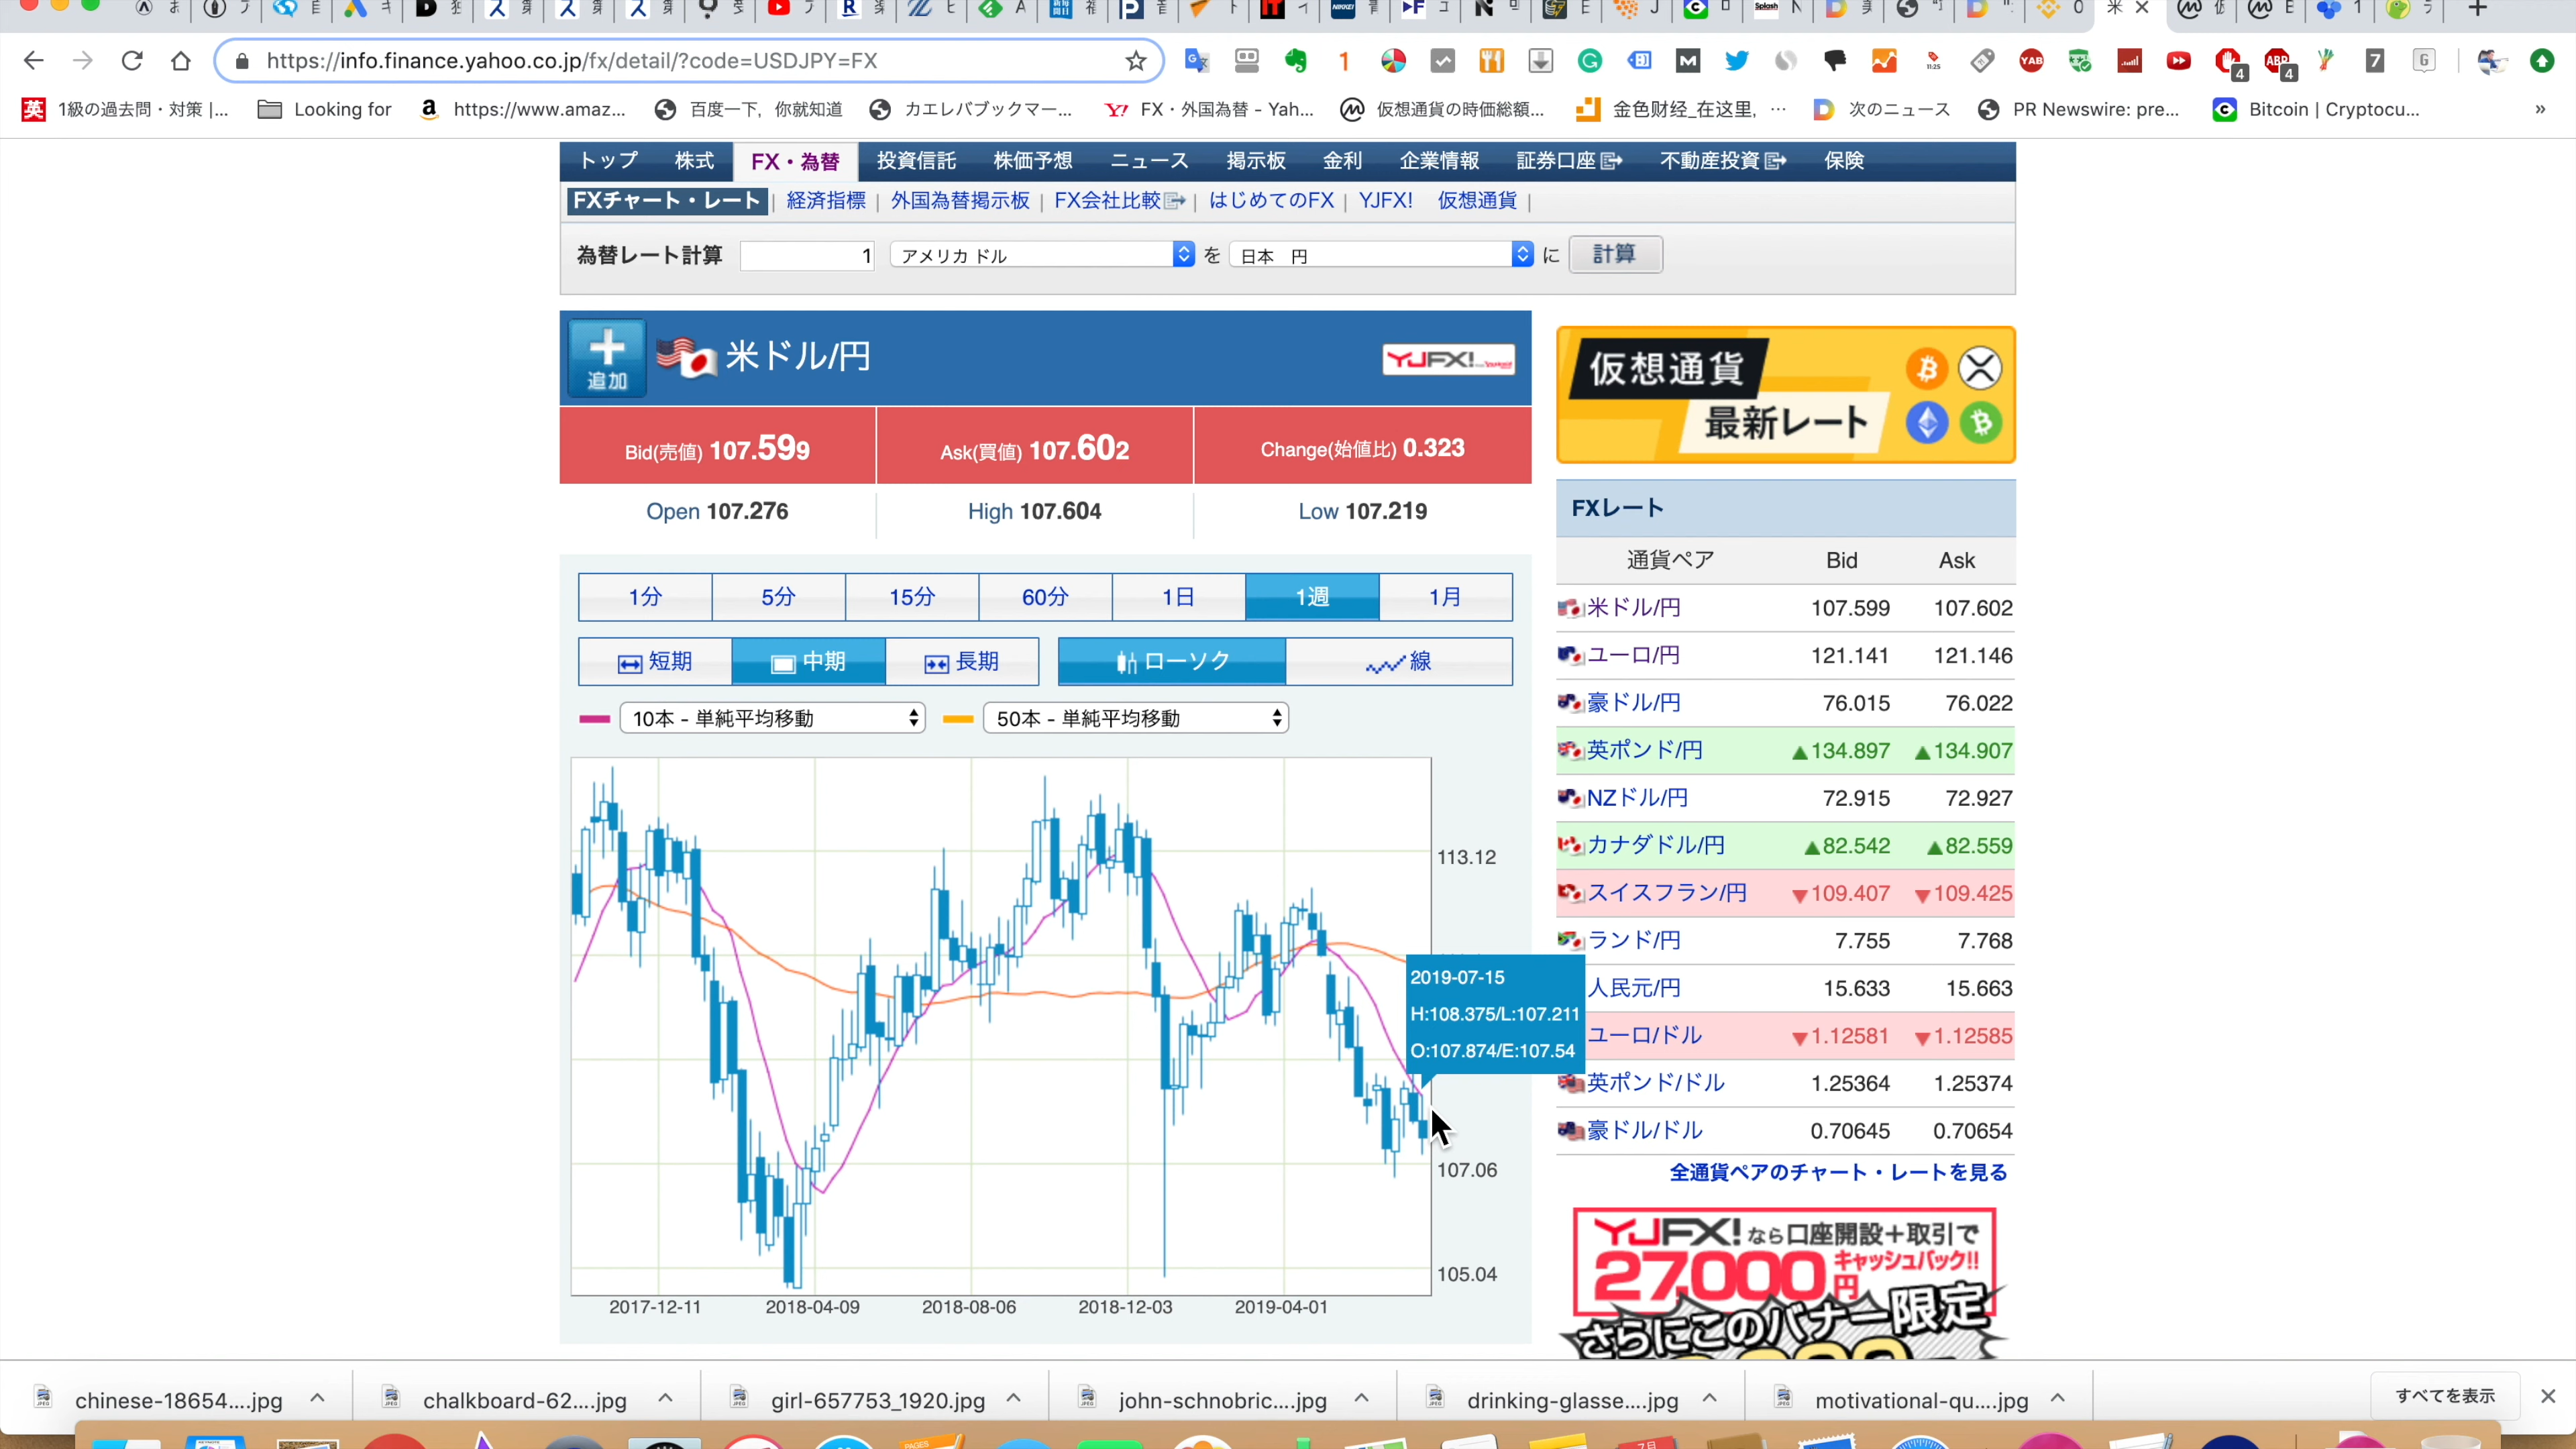 https://info.finance.yahoo.co.jp/fx/detail/?code=USDJPY=FX
1級の過去問・対策 |...
Looking for
https://www.amaz...
百度一下，你就知道
カエレバブックマー...
FX・外国為替 - Yah...
仮想通貨の時価総額...
金色财经_在这里，...
次のニュース
PR Newswire: pre...
Bitcoin | Cryptocu...
»
トップ 株式 FX・為替 投資信託 株価予想 ニュース 掲示板 金利 企業情報 証券口座 不動産投資 保険
FXチャート・レート | 経済指標 | 外国為替掲示板 | FX会社比較 | はじめてのFX | YJFX! 仮想通貨 |
為替レート計算 1 アメリカ ドル を 日本 円 に 計算
追加
米ドル/円
YJFX!
Bid(売値) 107.599 Ask(買値) 107.602 Change(始値比) 0.323
Open 107.276 High 107.604 Low 107.219
1分 5分 15分 60分 1日 1週 1月
短期 中期 長期 ローソク 線
10本 - 単純平均移動 50本 - 単純平均移動
113.12
2019-07-15
H:108.375/L:107.211
O:107.874/E:107.54
107.06
105.04
2017-12-11 2018-04-09 2018-08-06 2018-12-03 2019-04-01
仮想通貨
最新レート
FXレート
通貨ペア Bid Ask
米ドル/円 107.599 107.602
ユーロ/円 121.141 121.146
豪ドル/円 76.015 76.022
英ポンド/円 ▲134.897 ▲134.907
NZドル/円 72.915 72.927
カナダドル/円 ▲82.542 ▲82.559
スイスフラン/円 ▼109.407 ▼109.425
ランド/円 7.755 7.768
人民元/円 15.633 15.663
ユーロ/ドル ▼1.12581 ▼1.12585
英ポンド/ドル 1.25364 1.25374
豪ドル/ドル 0.70645 0.70654
全通貨ペアのチャート・レートを見る
YJFX!なら口座開設+取引で
27,000円キャッシュバック!!
さらにこのバナー限定
chinese-18654....jpg
chalkboard-62....jpg
girl-657753_1920.jpg
john-schnobric....jpg
drinking-glasse....jpg
motivational-qu....jpg
すべてを表示